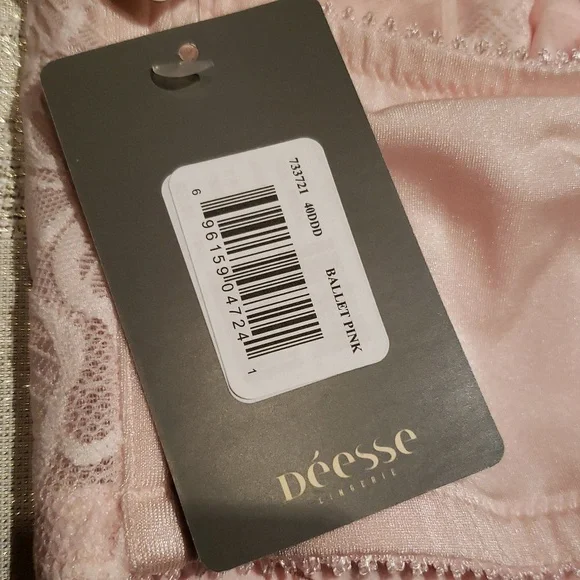 733721 40DDD
BALLET PINK
6 96159 04724 1
Déesse
LINGERIE